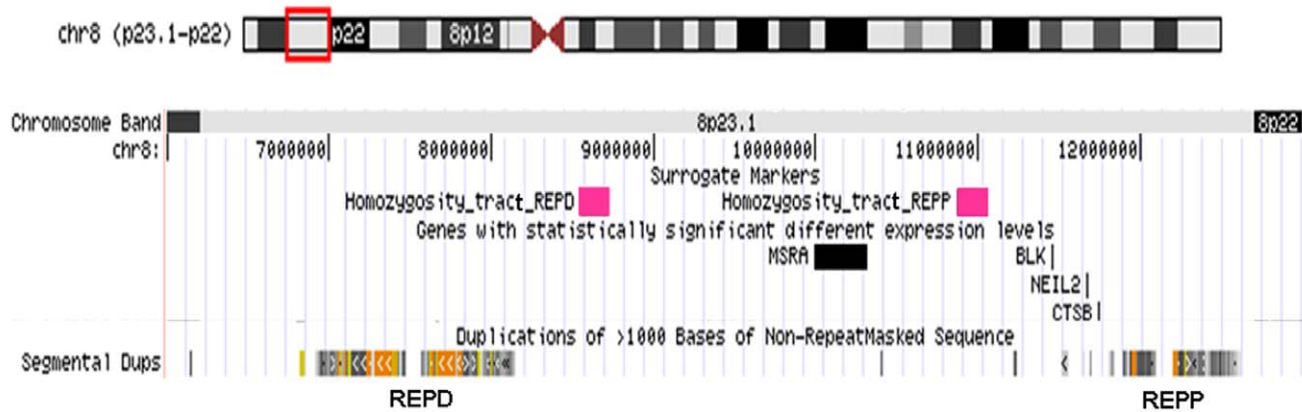 chr8 (p23.1-p22) p22 8p12
Chromosome Band 8p23.1 8p22
chr8: 7000000| 8000000| 9000000| 10000000| 11000000| 12000000|
Surrogate Markers
Homozygosity_tract_REPD Homozygosity_tract_REPP
Genes with statistically significant different expression levels
MSRA BLK
NEIL2
CTSB
Duplications of >1000 Bases of Non-RepeatMasked Sequence
Segmental Dups
REPD REPP